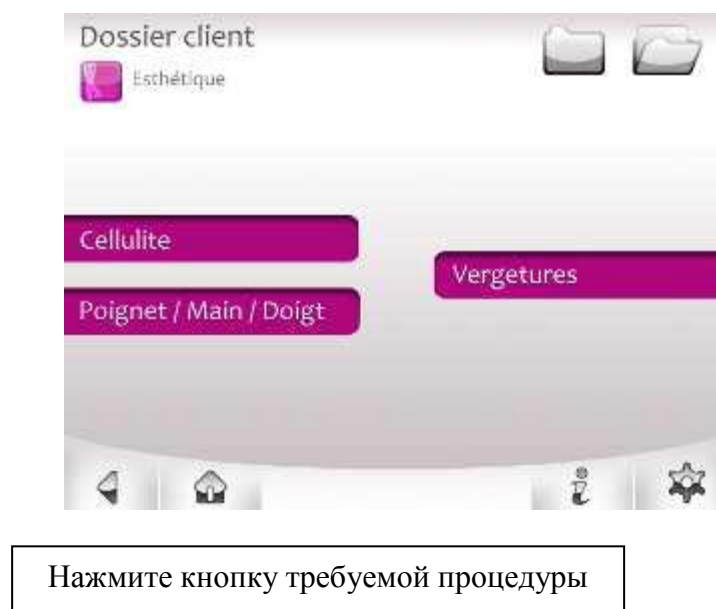 Dossier client
Esthétique
Cellulite
Vergetures
Poignet / Main / Doigt
Нажмите кнопку требуемой процедуры